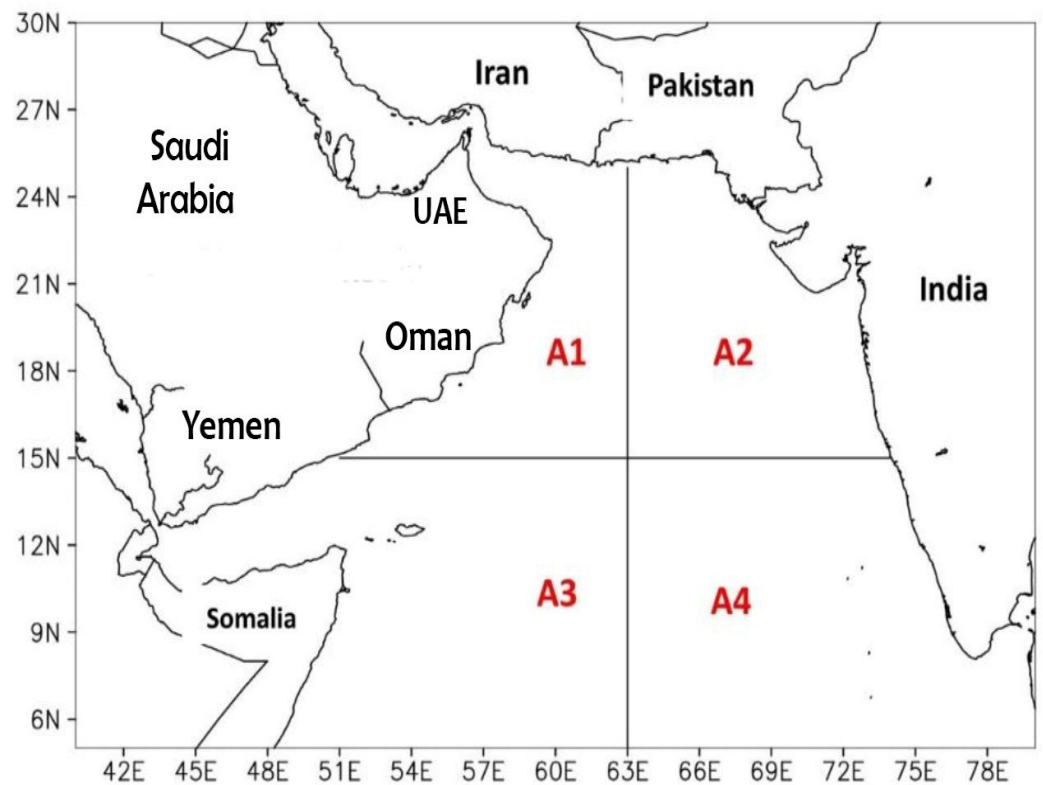 30N
Iran
Pakistan
27N
Saudi
Arabia
24N
UAE
21N
India
Oman
A1
A2
18N
Yemen
15N
12N
A3
A4
Somalia
9N
6N
42E 45E 48E 51E 54E 57E 60E 63E 66E 69E 72E 75E 78E